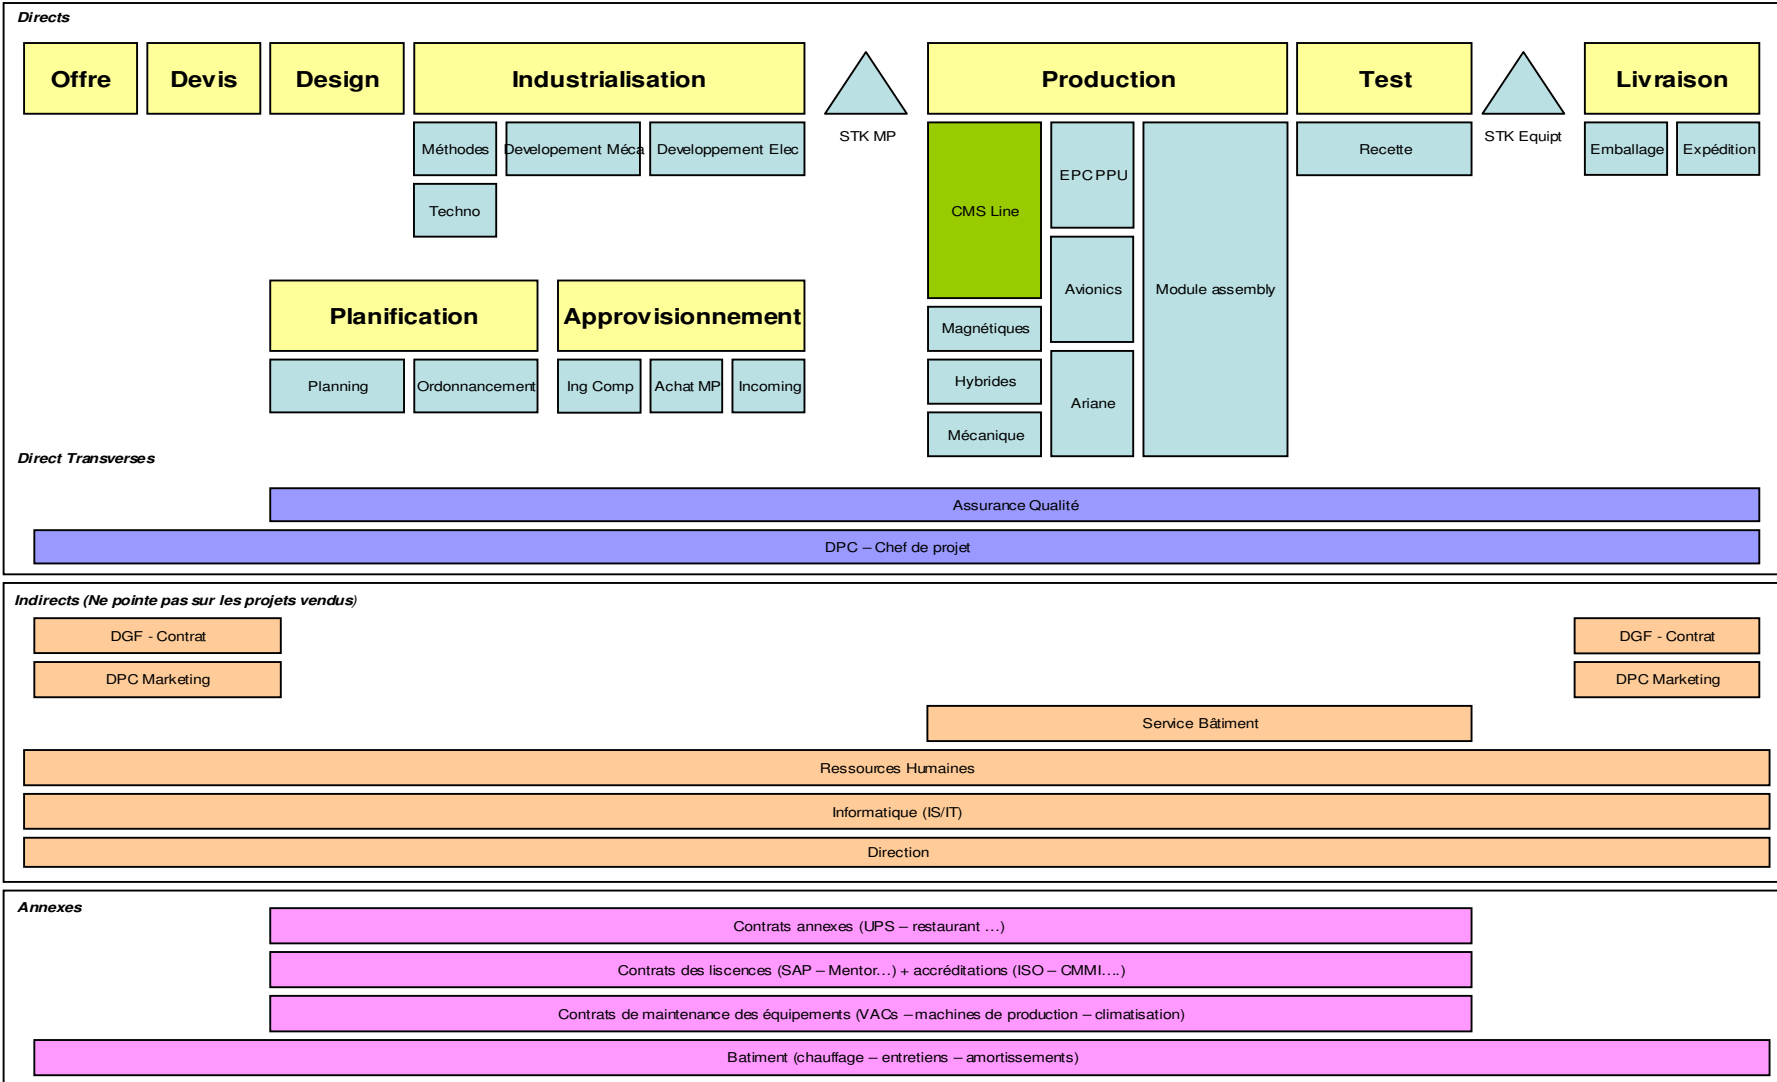 Directs
Offre
Devis
Design
Industrialisation
Production
Test
Livraison
STK MP
STK Equipt
Méthodes
Developement Méca
Developpement Elec
Techno
CMS Line
EPC PPU
Module assembly
Recette
Emballage
Expédition
Avionics
Planification
Approvisionnement
Magnétiques
Planning
Ordonnancement
Ing Comp
Achat MP
Incoming
Hybrides
Ariane
Mécanique
Direct Transverses
Assurance Qualité
DPC – Chef de projet
Indirects (Ne pointe pas sur les projets vendus)
DGF - Contrat
DGF - Contrat
DPC Marketing
DPC Marketing
Service Bâtiment
Ressources Humaines
Informatique (IS/IT)
Direction
Annexes
Contrats annexes (UPS – restaurant …)
Contrats des liscences (SAP – Mentor…) + accréditations (ISO – CMMI….)
Contrats de maintenance des équipements (VACs – machines de production – climatisation)
Batiment (chauffage – entretiens – amortissements)